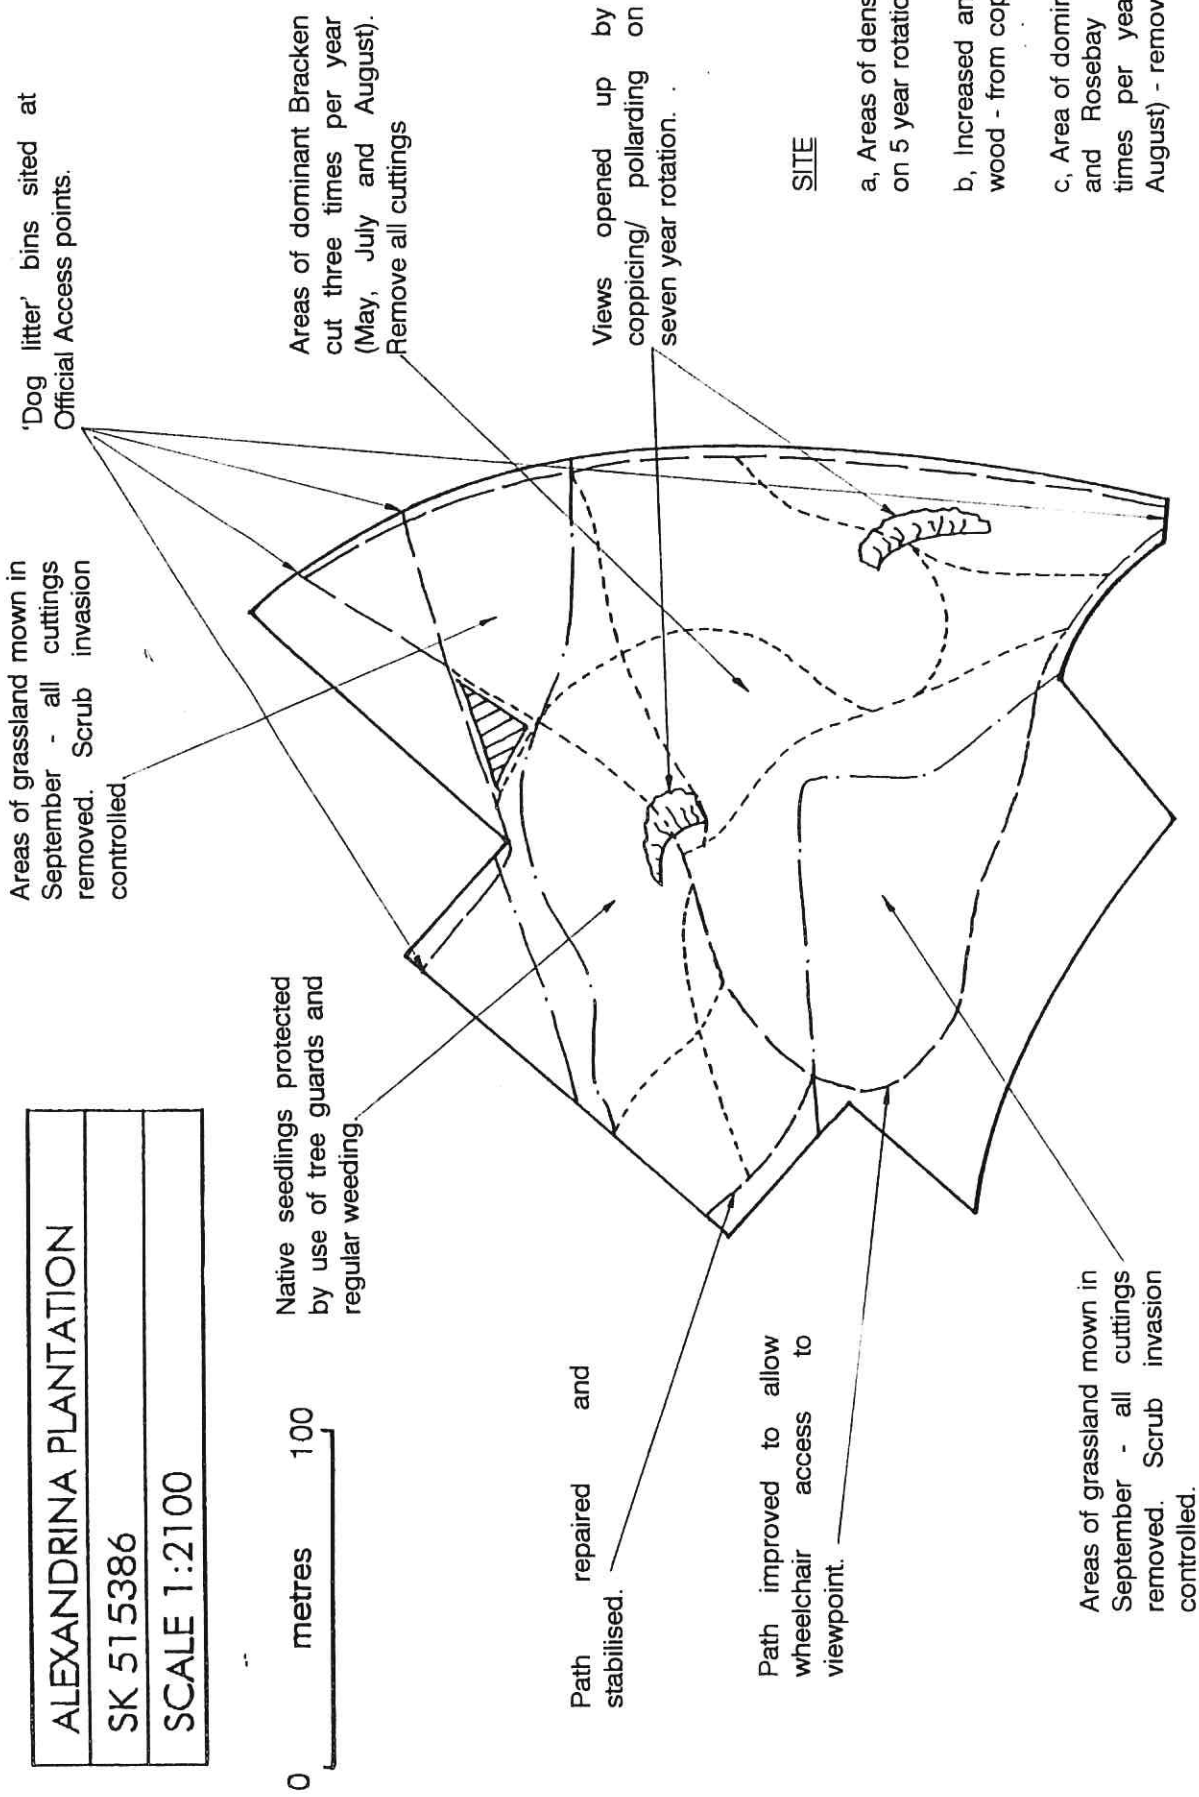 ALEXANDRINA PLANTATION
SK 515386
SCALE 1:2100
0 metres 100
Areas of grassland mown in
September - all cuttings
removed. Scrub invasion
controlled.
'Dog litter' bins sited at
Official Access points.
Native seedlings protected
by use of tree guards and
regular weeding.
Areas of dominant Bracken
cut three times per year
(May, July and August).
Remove all cuttings
Path repaired and
stabilised.
Views opened up by
coppicing/ pollarding on
seven year rotation.
Path improved to allow
wheelchair access to
viewpoint.
Areas of grassland mown in
September - all cuttings
removed. Scrub invasion
controlled.
SITE
a, Areas of dens
on 5 year rotatio
b, Increased an
wood - from cop
c, Area of domin
and Rosebay
times per yea
August) - remov